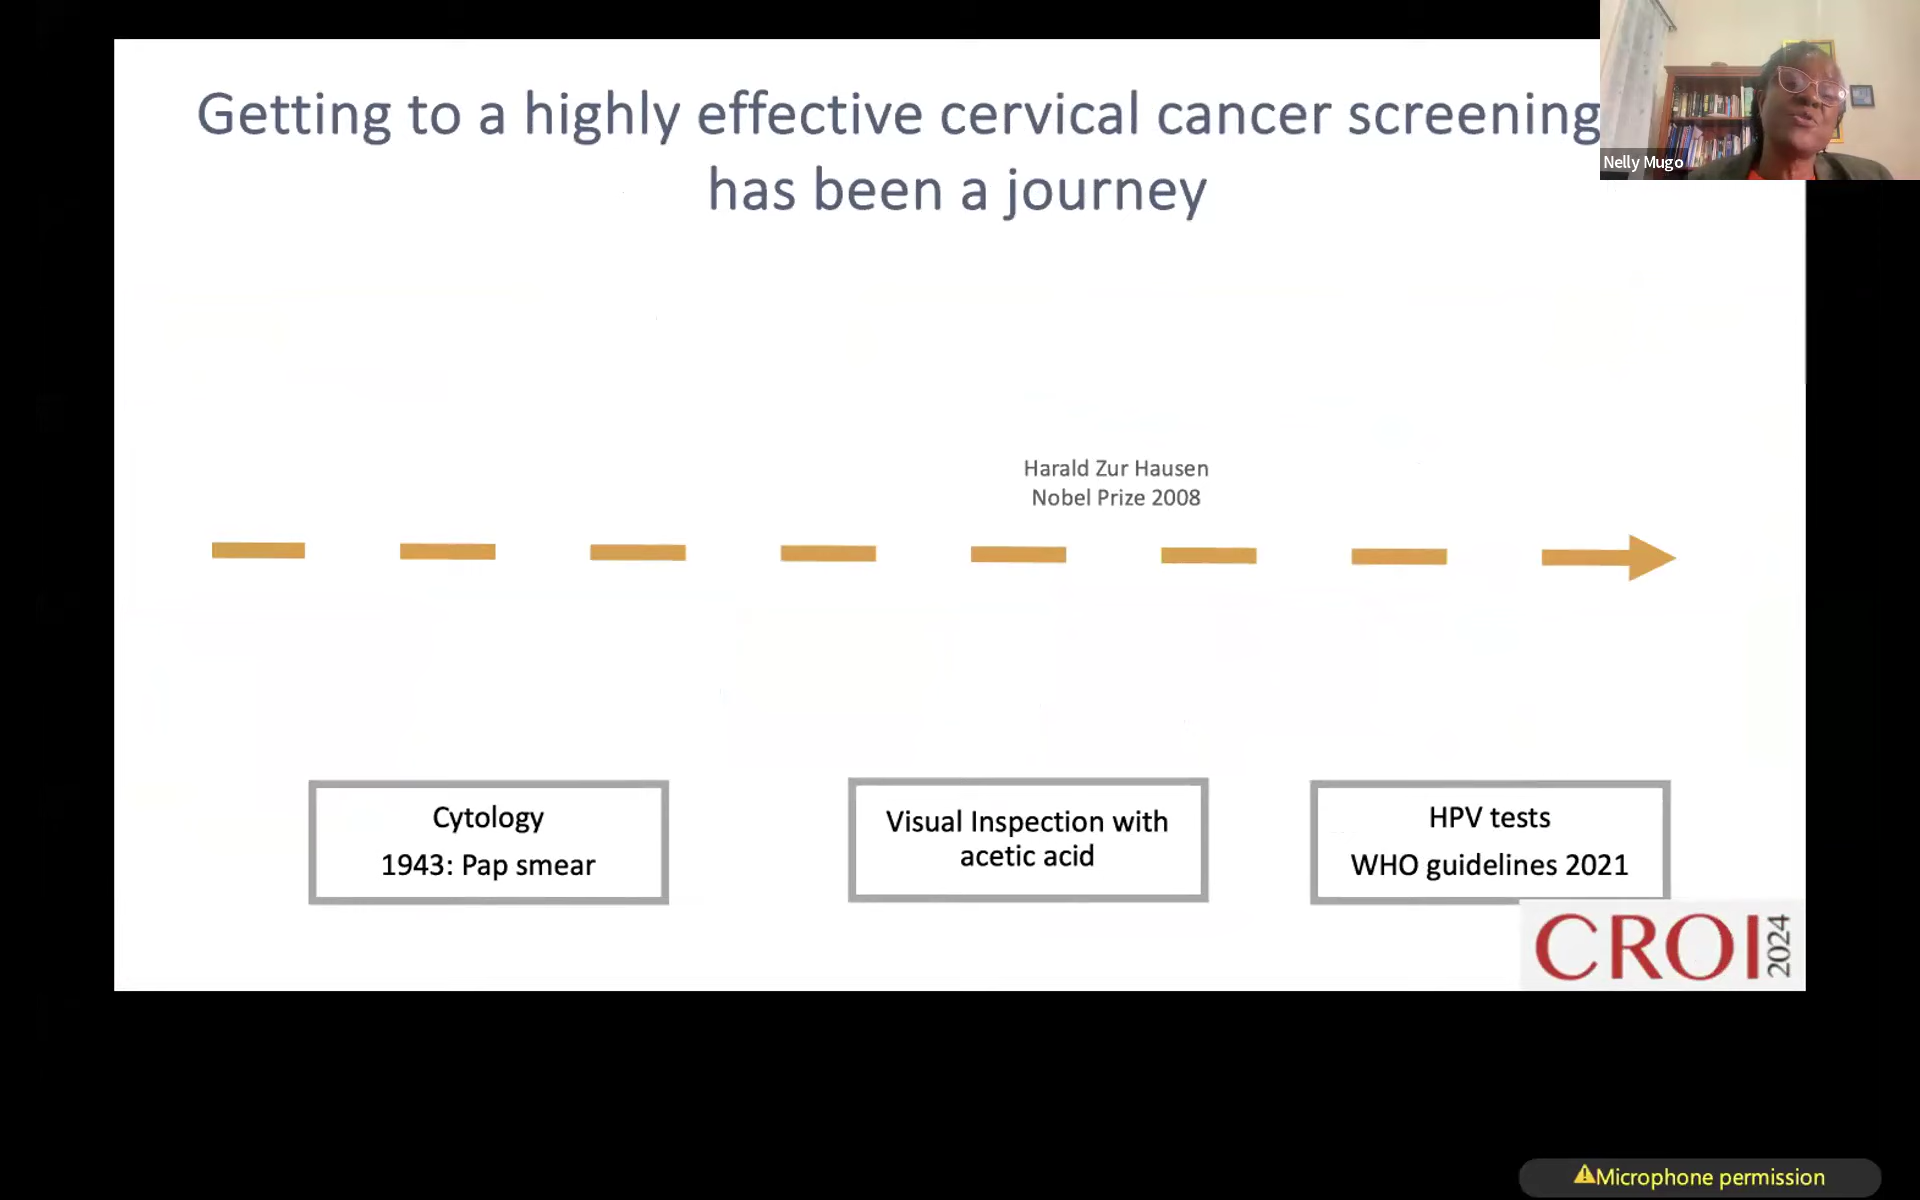 Getting to a highly effective cervical cancer screening
has been a journey
Nelly Mugo
Harald Zur Hausen
Nobel Prize 2008
Cytology
1943: Pap smear
Visual Inspection with
acetic acid
HPV tests
WHO guidelines 2021
CROI 2024
Microphone permission